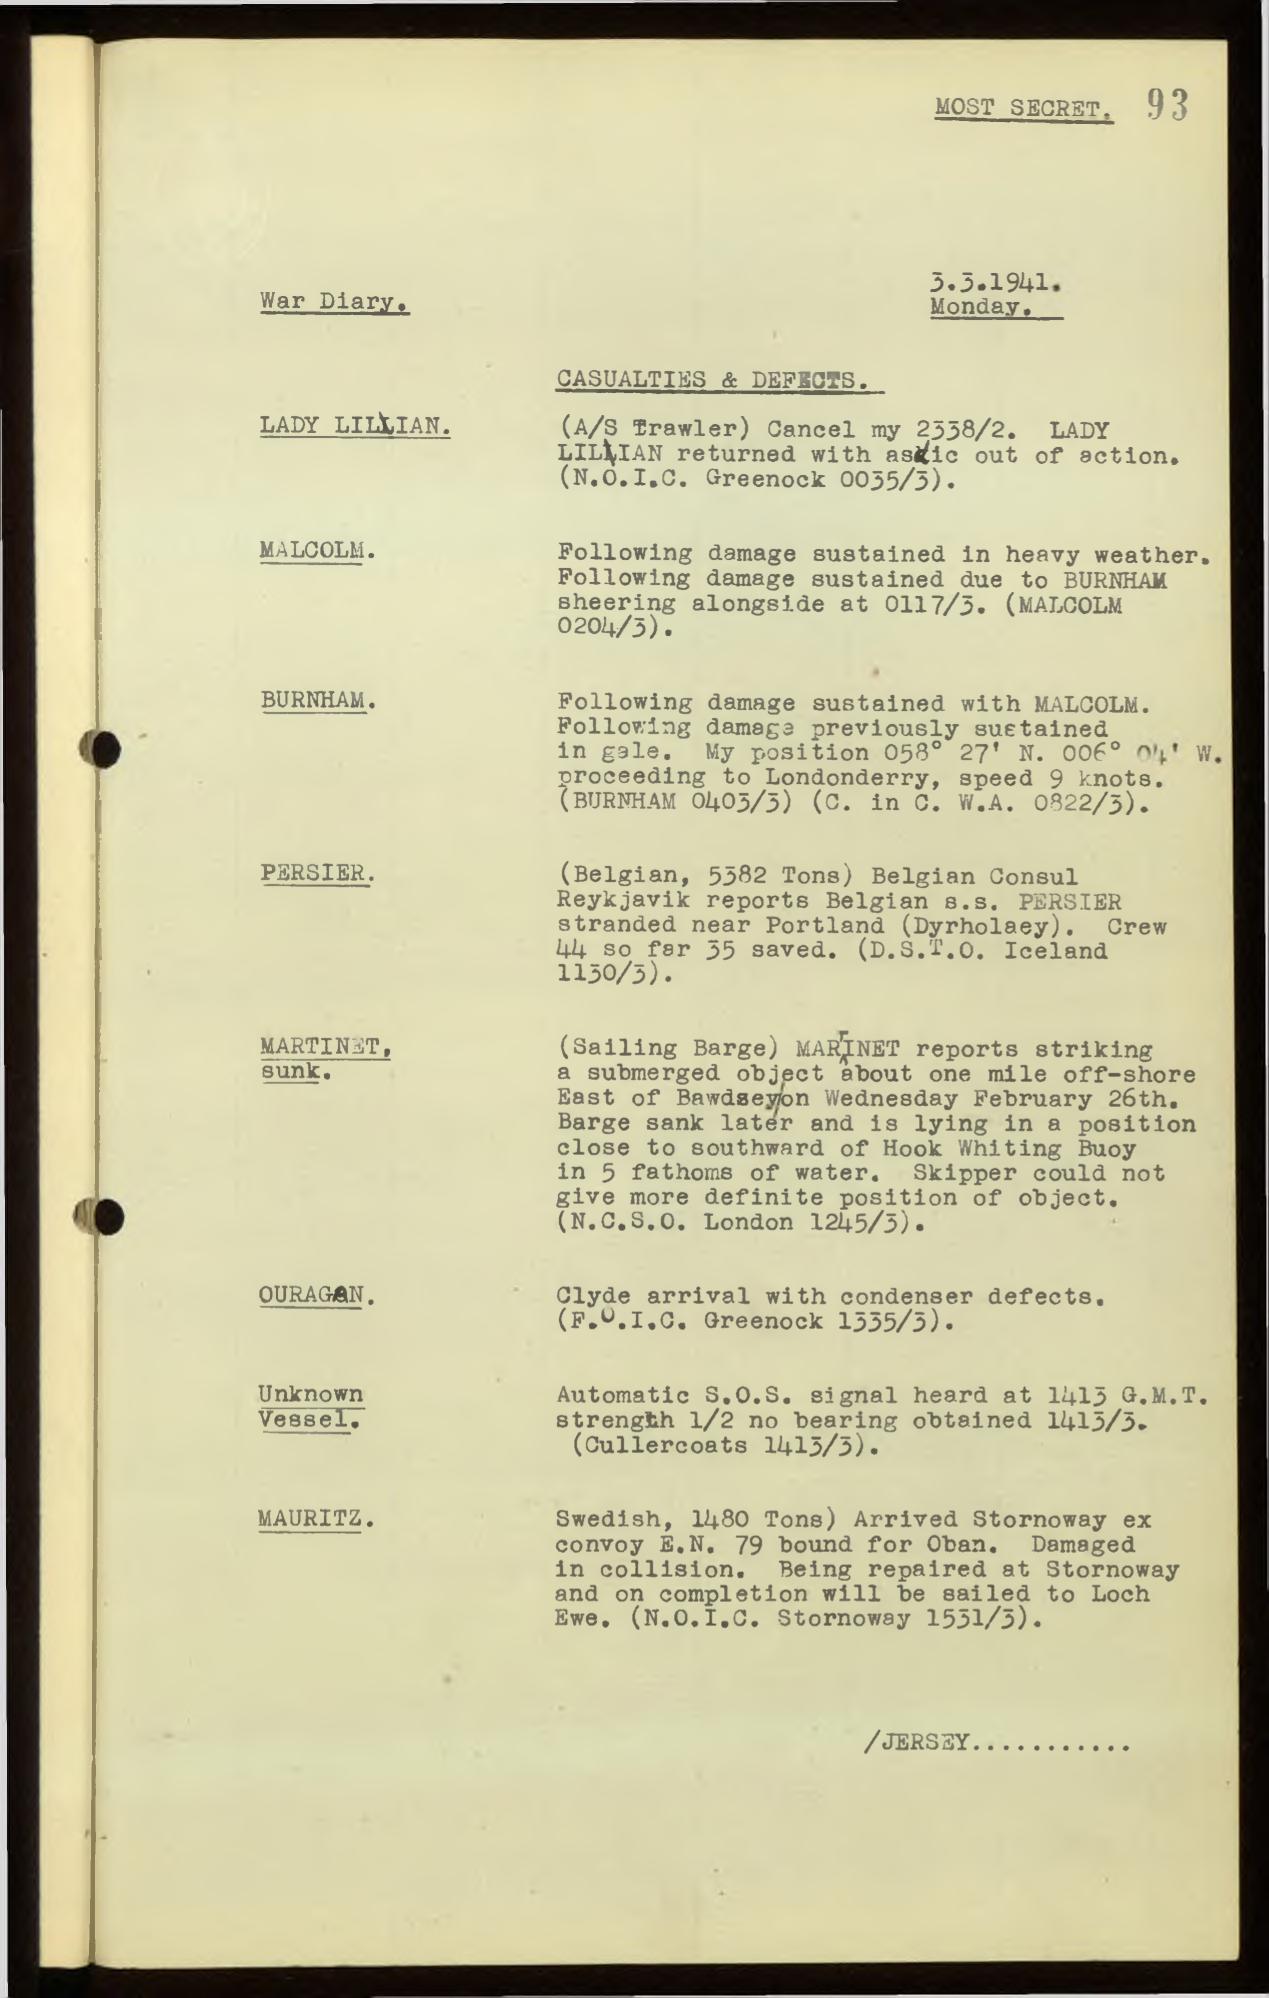 MOST SECRET. 93
War Diary.
3.3.1941.
Monday.
CASUALTIES & DEFECTS.
LADY LILLIAN.
(A/S Trawler) Cancel my 2338/2. LADY
LILLIAN returned with asdic out of action.
(N.O.I.C. Greenock 0035/3).
MALCOLM.
Following damage sustained in heavy weather.
Following damage sustained due to BURNHAM
sheering alongside at 0117/3. (MALCOLM
0204/3).
BURNHAM.
Following damage sustained with MALCOLM.
Following damage previously sustained
in gale. My position 058° 27' N. 006° 04' W.
proceeding to Londonderry, speed 9 knots.
(BURNHAM 0403/3) (C. in C. W.A. 0822/3).
PERSIER.
(Belgian, 5382 Tons) Belgian Consul
Reykjavik reports Belgian s.s. PERSIER
stranded near Portland (Dyrholaey). Crew
44 so far 35 saved. (D.S.T.O. Iceland
1130/3).
MARTINET,
sunk.
(Sailing Barge) MARTINET reports striking
a submerged object about one mile off-shore
East of Bawdsey/on Wednesday February 26th.
Barge sank later and is lying in a position
close to southward of Hook Whiting Buoy
in 5 fathoms of water. Skipper could not
give more definite position of object.
(N.C.S.O. London 1245/3).
OURAGAN.
Clyde arrival with condenser defects.
(F.O.I.C. Greenock 1335/3).
Unknown
Vessel.
Automatic S.O.S. signal heard at 1413 G.M.T.
strength 1/2 no bearing obtained 1413/3.
(Cullercoats 1413/3).
MAURITZ.
Swedish, 1480 Tons) Arrived Stornoway ex
convoy E.N. 79 bound for Oban. Damaged
in collision. Being repaired at Stornoway
and on completion will be sailed to Loch
Ewe. (N.O.I.C. Stornoway 1531/3).
/JERSEY...........